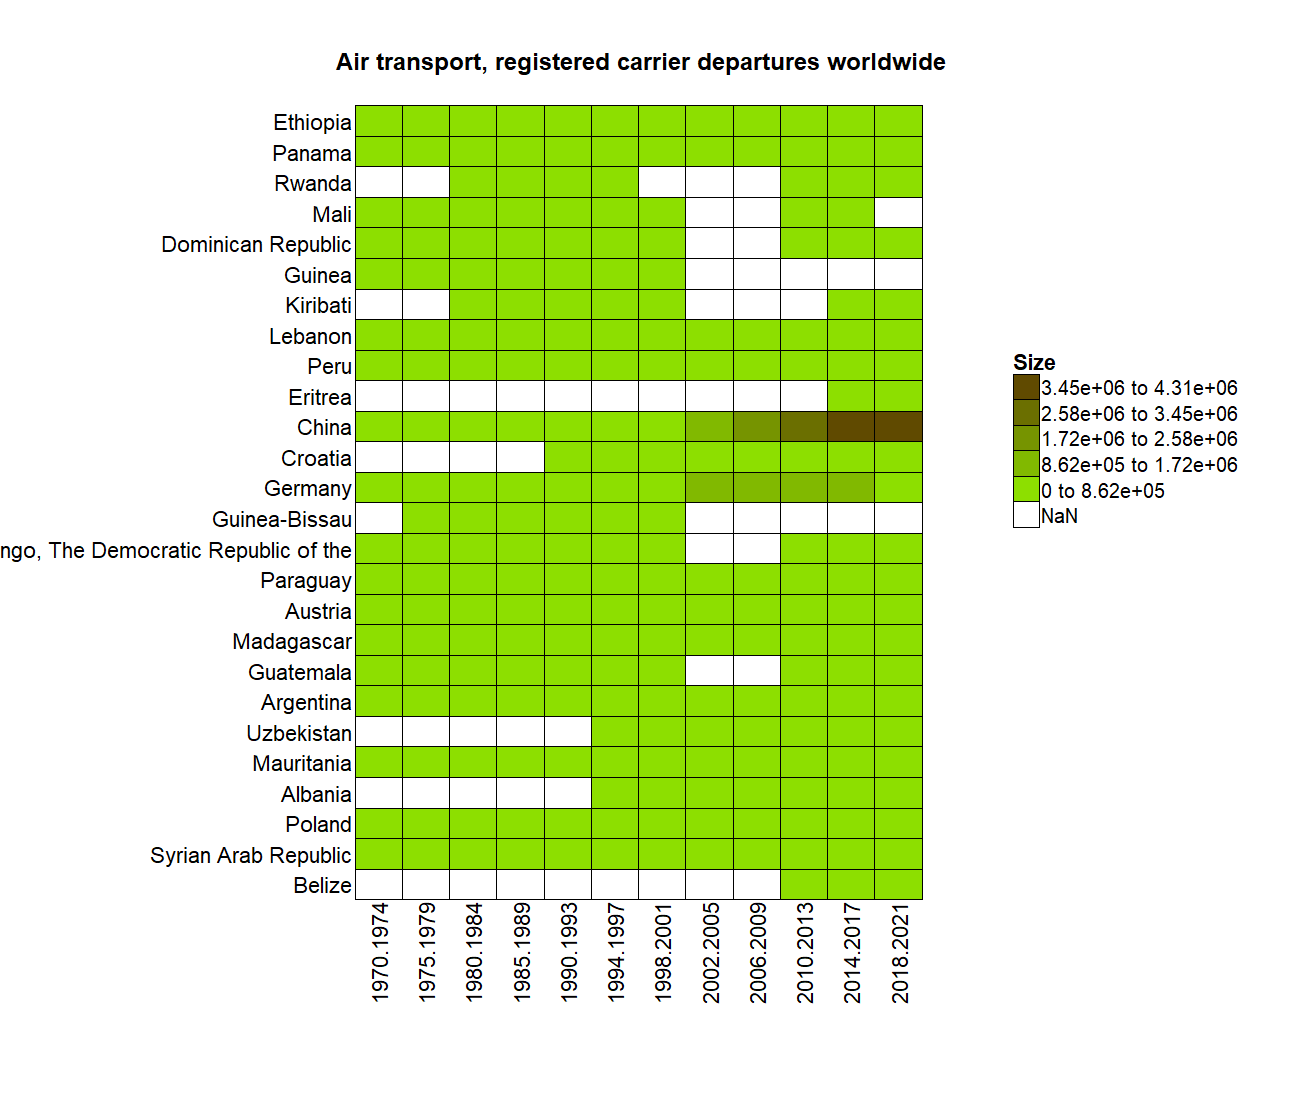 Air transport, registered carrier departures worldwide
Ethiopia
Panama
Rwanda
Mali
Dominican Republic
Guinea
Kiribati
Lebanon
Peru
Eritrea
China
Croatia
Germany
Guinea-Bissau
ngo, The Democratic Republic of the
Paraguay
Austria
Madagascar
Guatemala
Argentina
Uzbekistan
Mauritania
Albania
Poland
Syrian Arab Republic
Belize
1970.1974
1975.1979
1980.1984
1985.1989
1990.1993
1994.1997
1998.2001
2002.2005
2006.2009
2010.2013
2014.2017
2018.2021
Size
3.45e+06 to 4.31e+06
2.58e+06 to 3.45e+06
1.72e+06 to 2.58e+06
8.62e+05 to 1.72e+06
0 to 8.62e+05
NaN